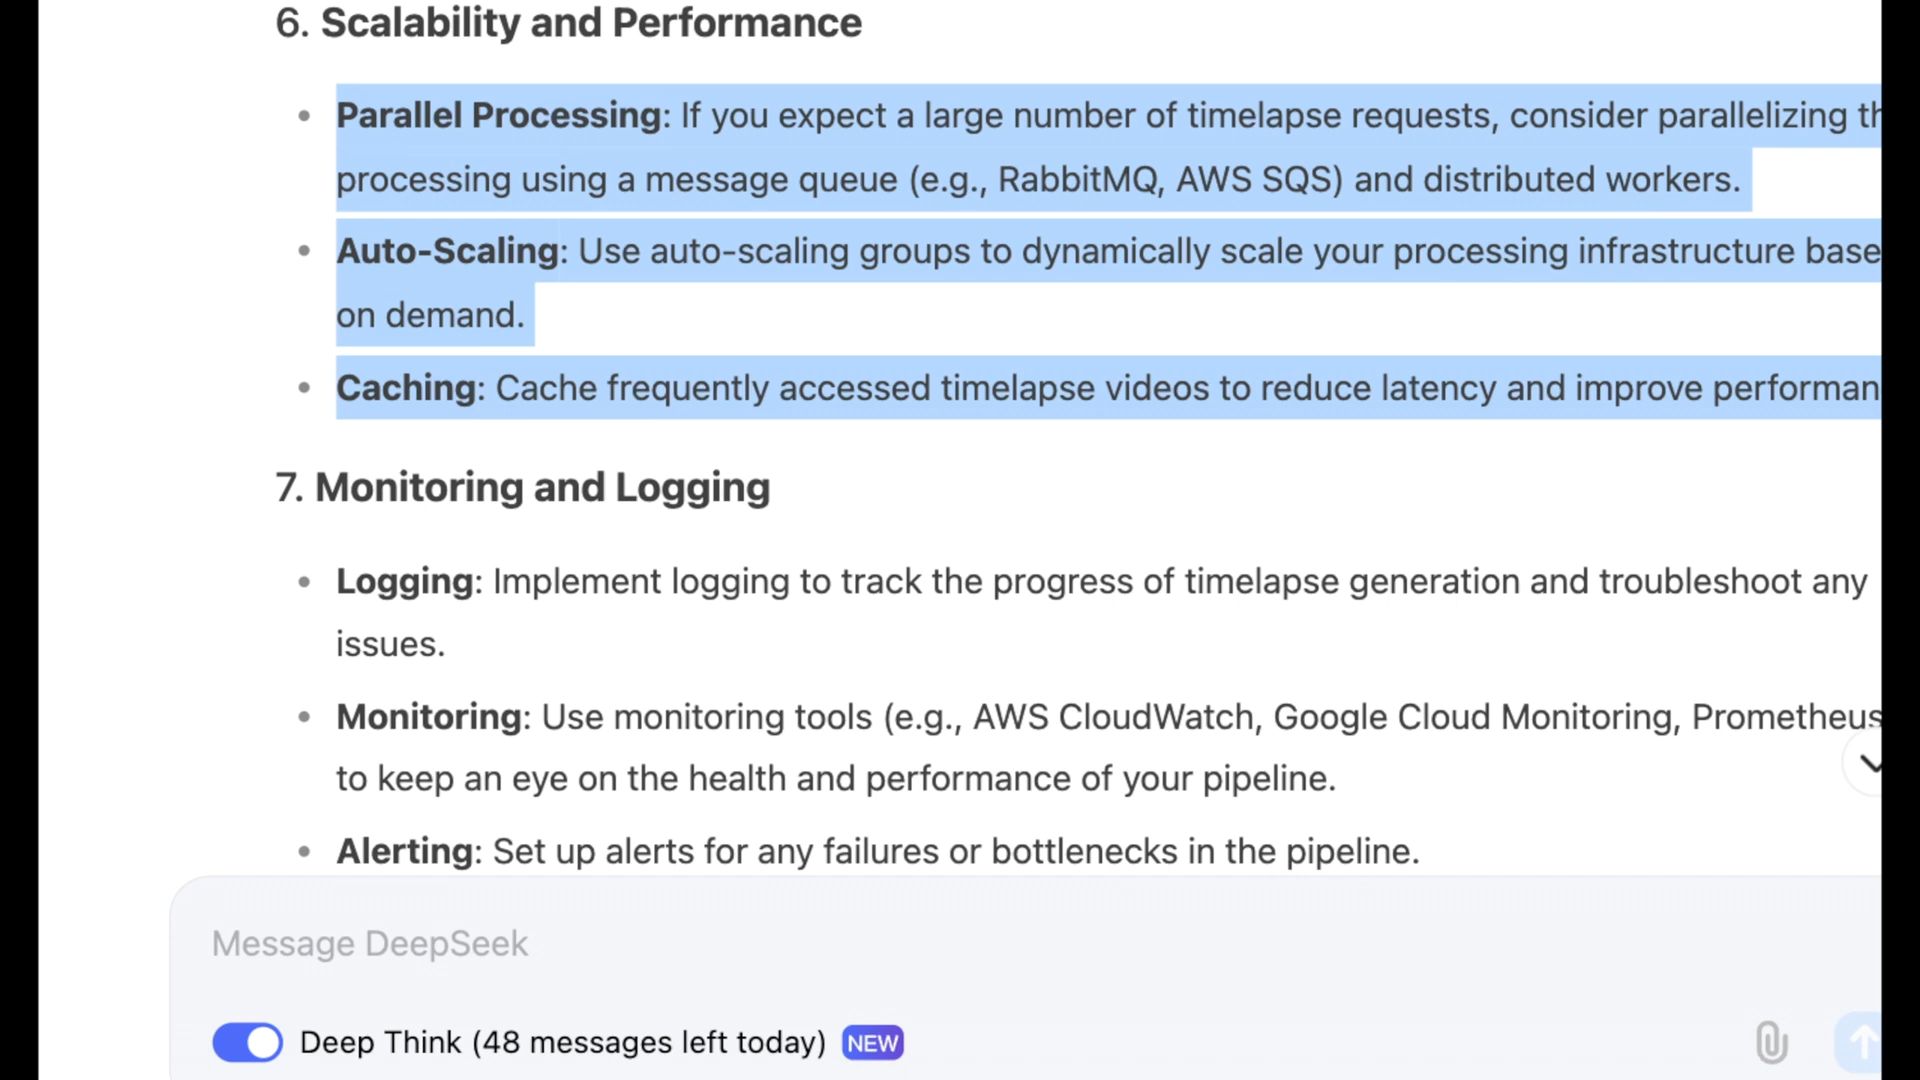 6. Scalability and Performance
• Parallel Processing: If you expect a large number of timelapse requests, consider parallelizing
processing using a message queue (e.g., RabbitMQ, AWS SQS) and distributed workers.
• Auto-Scaling: Use auto-scaling groups to dynamically scale your processing infrastructure base
on demand.
• Caching: Cache frequently accessed timelapse videos to reduce latency and improve performan
7. Monitoring and Logging
• Logging: Implement logging to track the progress of timelapse generation and troubleshoot any
issues.
• Monitoring: Use monitoring tools (e.g., AWS CloudWatch, Google Cloud Monitoring, Prometheus
to keep an eye on the health and performance of your pipeline.
• Alerting: Set up alerts for any failures or bottlenecks in the pipeline.
Message DeepSeek
Deep Think (48 messages left today) NEW